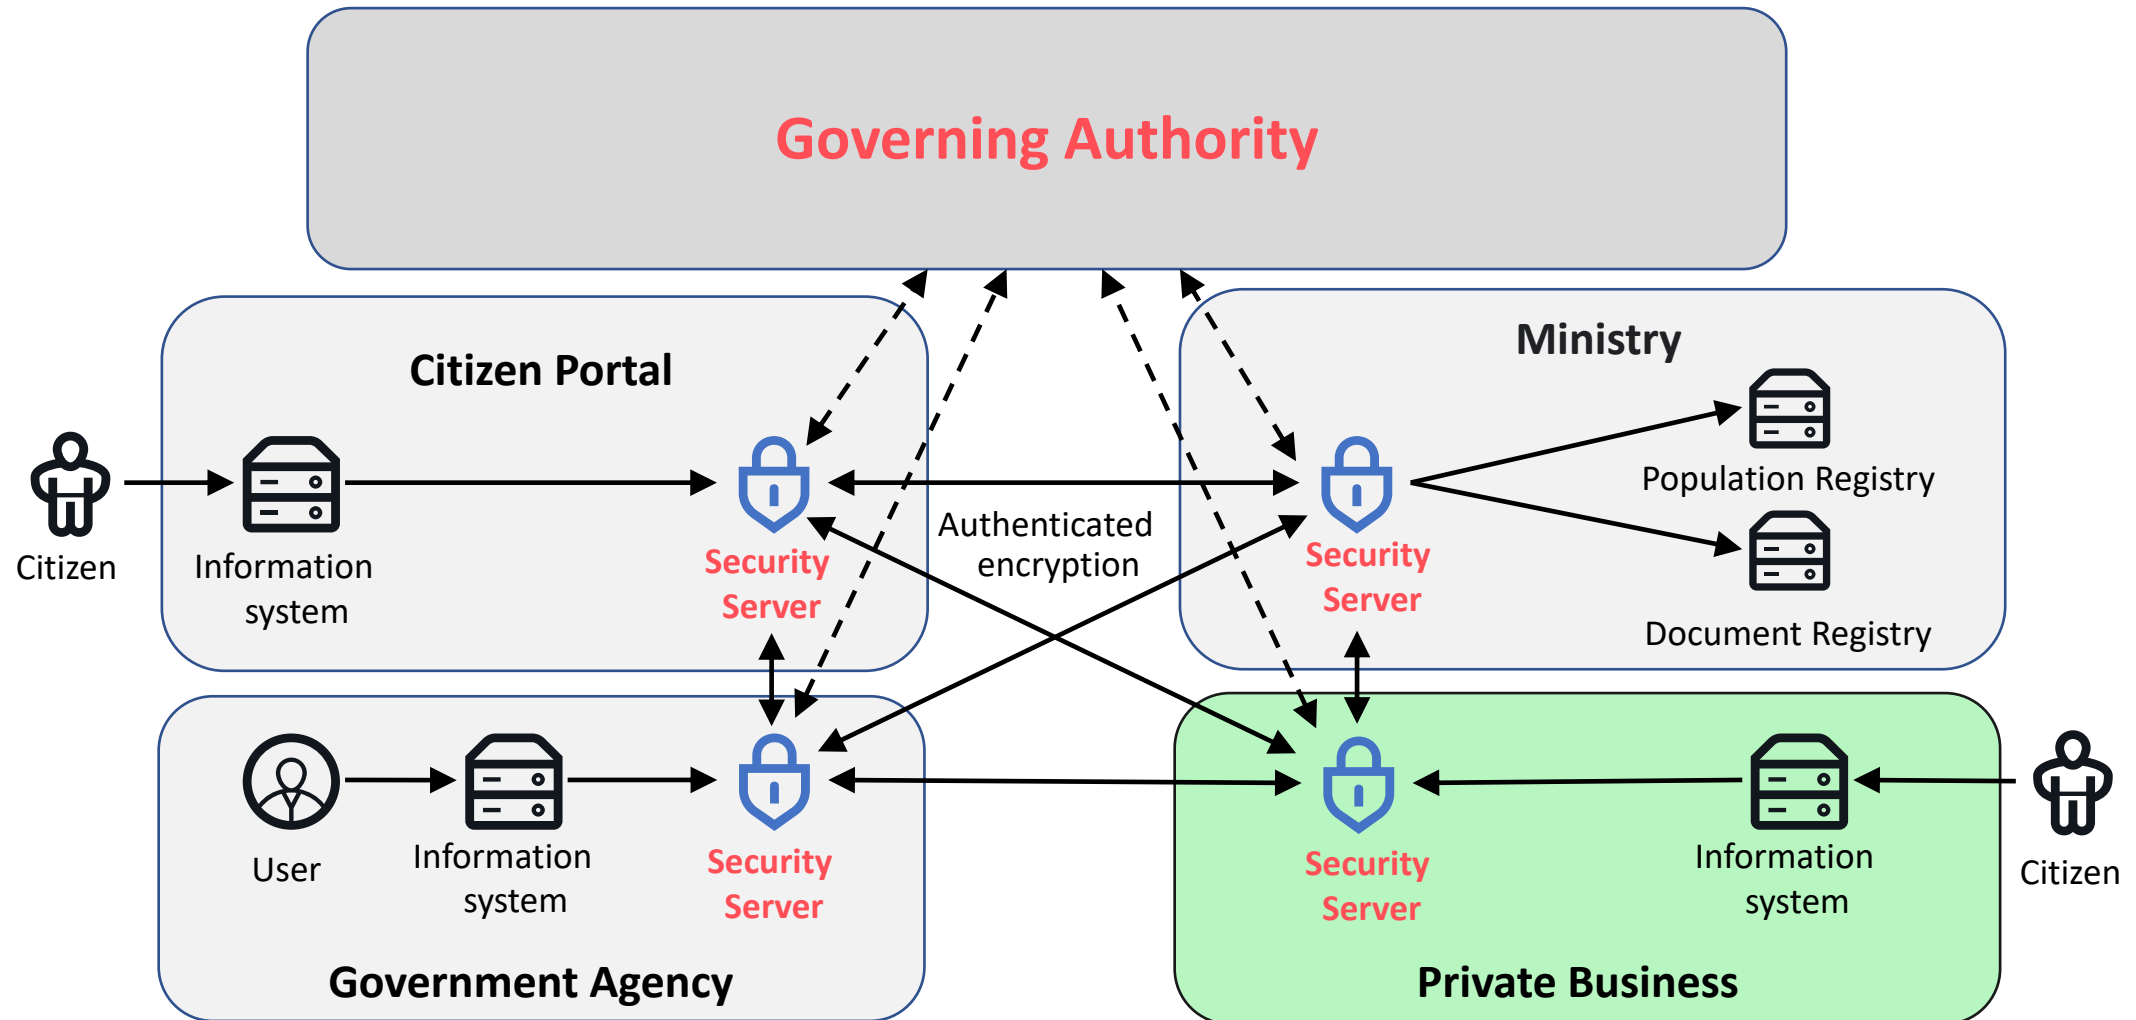 Governing Authority
Citizen Portal
Ministry
Citizen
Information
system
Security
Server
Authenticated
encryption
Security
Server
Population Registry
Document Registry
User
Information
system
Security
Server
Government Agency
Security
Server
Information
system
Citizen
Private Business